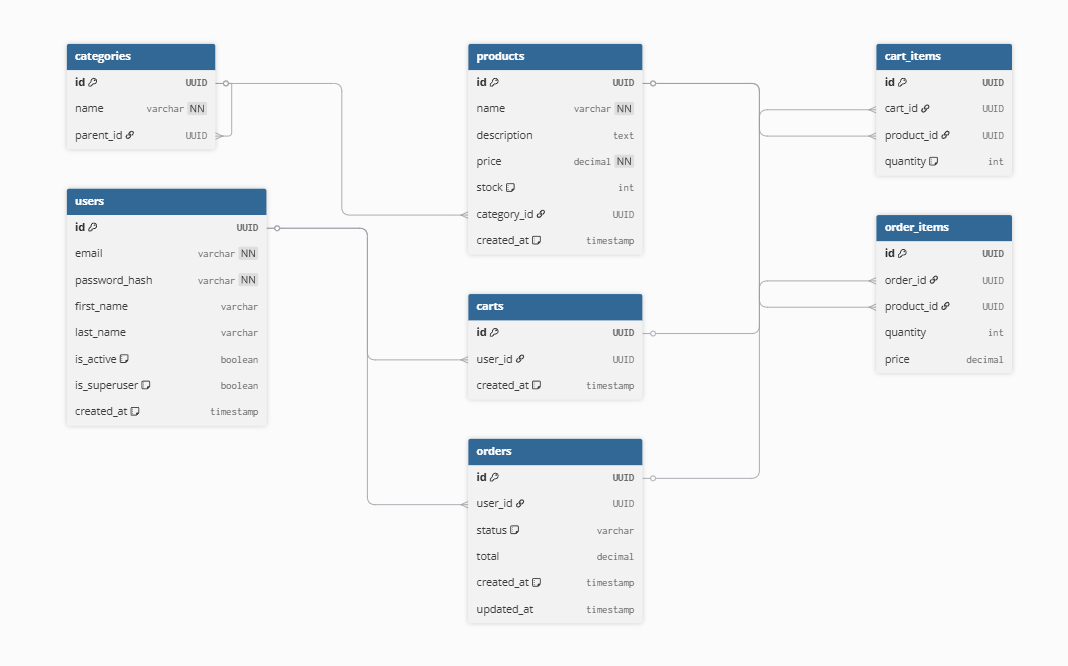 categories
id UUID
name varchar NN
parent_id UUID
users
id UUID
email varchar NN
password_hash varchar NN
first_name varchar
last_name varchar
is_active boolean
is_superuser boolean
created_at timestamp
products
id UUID
name varchar NN
description text
price decimal NN
stock int
category_id UUID
created_at timestamp
carts
id UUID
user_id UUID
created_at timestamp
orders
id UUID
user_id UUID
status varchar
total decimal
created_at timestamp
updated_at timestamp
cart_items
id UUID
cart_id UUID
product_id UUID
quantity int
order_items
id UUID
order_id UUID
product_id UUID
quantity int
price decimal